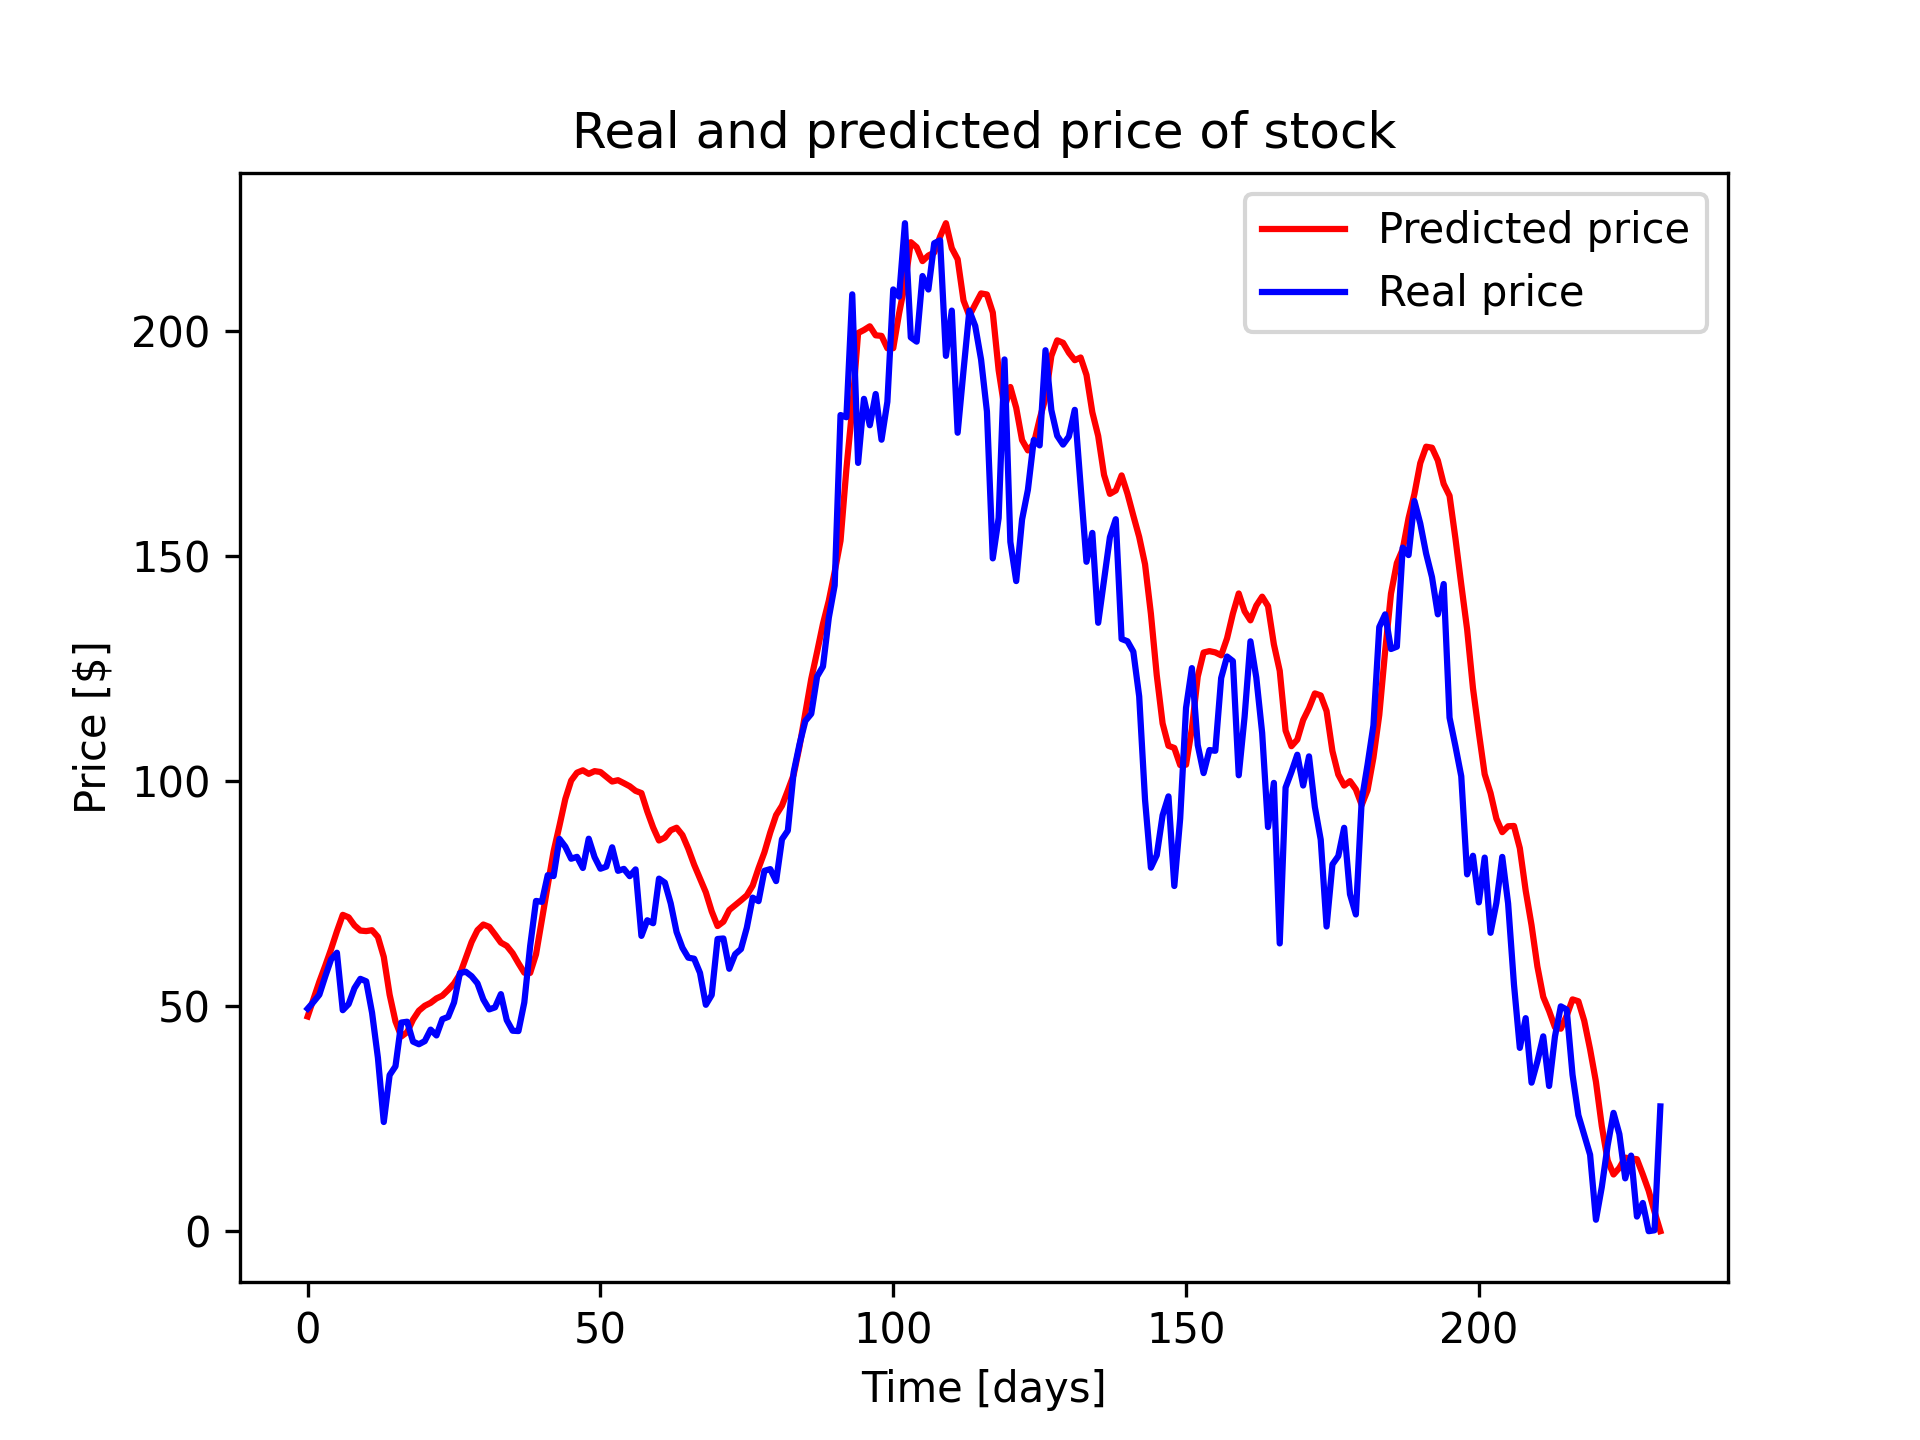 Real and predicted price of stock
Predicted price
Real price
Price [$]
200
150
100
50
0
0 50 100 150 200
Time [days]